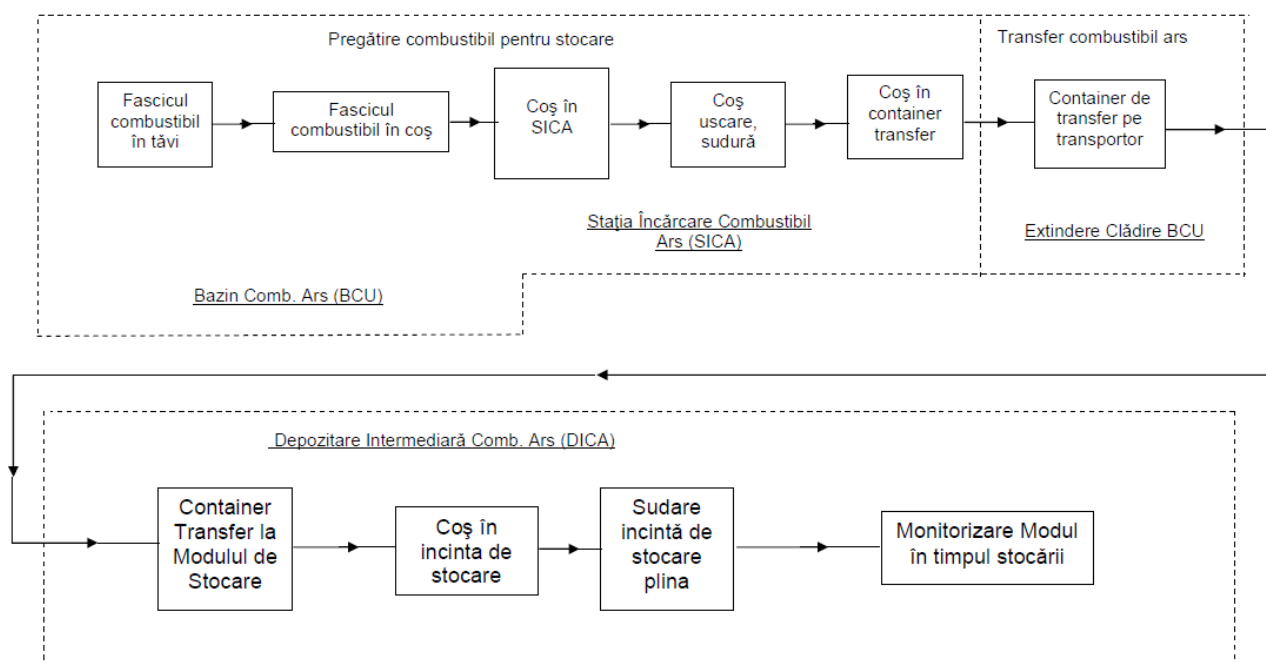 Pregătire combustibil pentru stocare
Transfer combustibil ars
Fascicul
combustibil
în tăvi
Fascicul
combustibil în coş
Coş în
SICA
Coş
uscare,
sudură
Coş în
container
transfer
Container de
transfer pe
transportor
Staţia Încărcare Combustibil
Ars (SICA)
Extindere Clădire BCU
Bazin Comb. Ars (BCU)
Depozitare Intermediară Comb. Ars (DICA)
Container
Transfer la
Modulul de
Stocare
Coş în
incinta de
stocare
Sudare
incintă de
stocare
plina
Monitorizare Modul
în timpul stocării